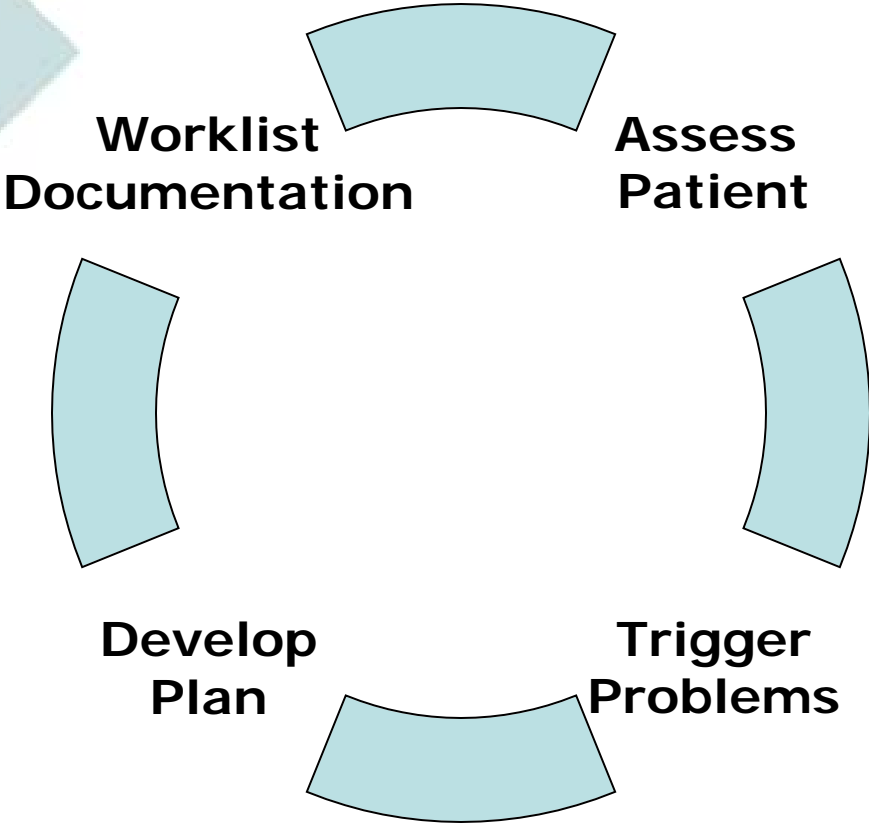 Worklist
Documentation
Assess
Patient
Trigger
Problems
Develop
Plan